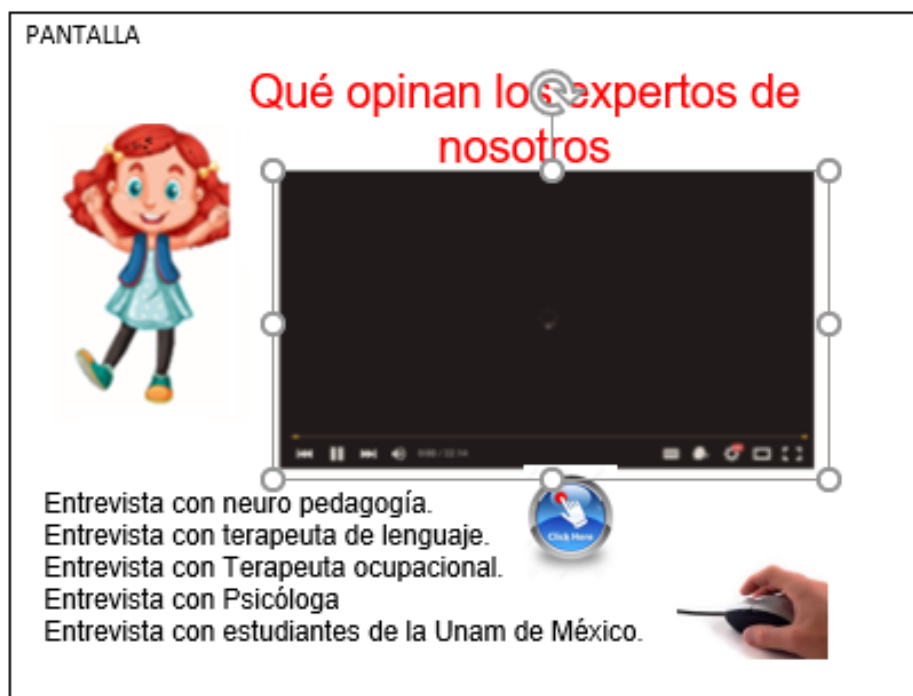 PANTALLA
Qué opinan los expertos de
nosotros
Entrevista con neuro pedagogía.
Entrevista con terapeuta de lenguaje.
Click Here
Entrevista con Terapeuta ocupacional.
Entrevista con Psicóloga
Entrevista con estudiantes de la Unam de México.